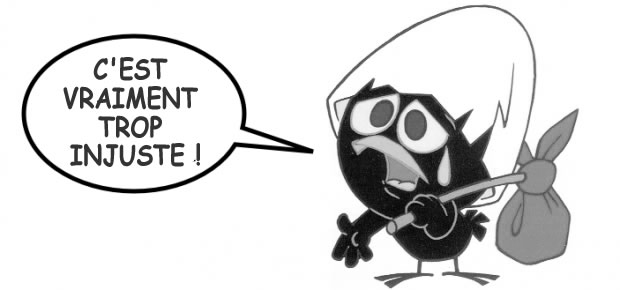 C'EST
VRAIMENT
TROP
INJUSTE !